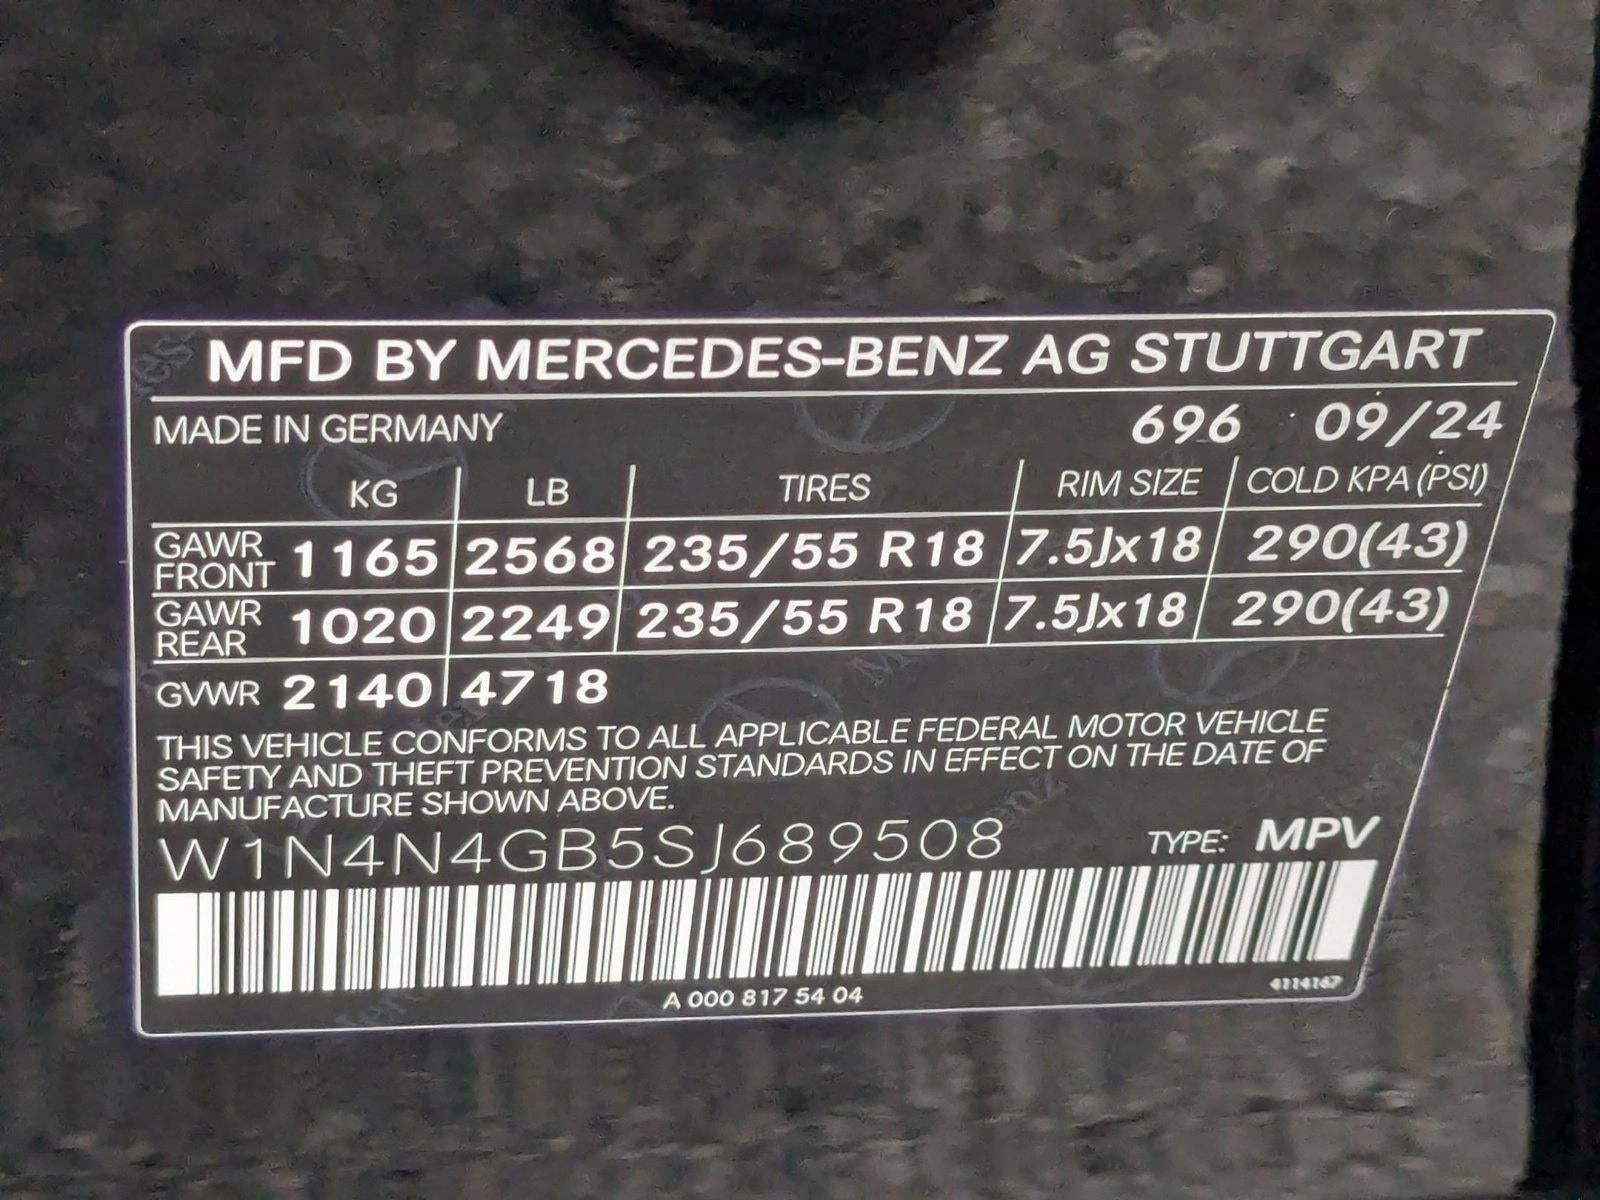 MFD BY MERCEDES-BENZ AG STUTTGART
MADE IN GERMANY 696 09/24
KG LB TIRES RIM SIZE COLD KPA (PSI)
GAWR FRONT 1165 2568 235/55 R18 7.5Jx18 290(43)
GAWR REAR 1020 2249 235/55 R18 7.5Jx18 290(43)
GVWR 2140 4718
THIS VEHICLE CONFORMS TO ALL APPLICABLE FEDERAL MOTOR VEHICLE
SAFETY AND THEFT PREVENTION STANDARDS IN EFFECT ON THE DATE OF
MANUFACTURE SHOWN ABOVE.
W1N4N4GB5SJ689508 TYPE: MPV
A 000 817 54 04 4114167